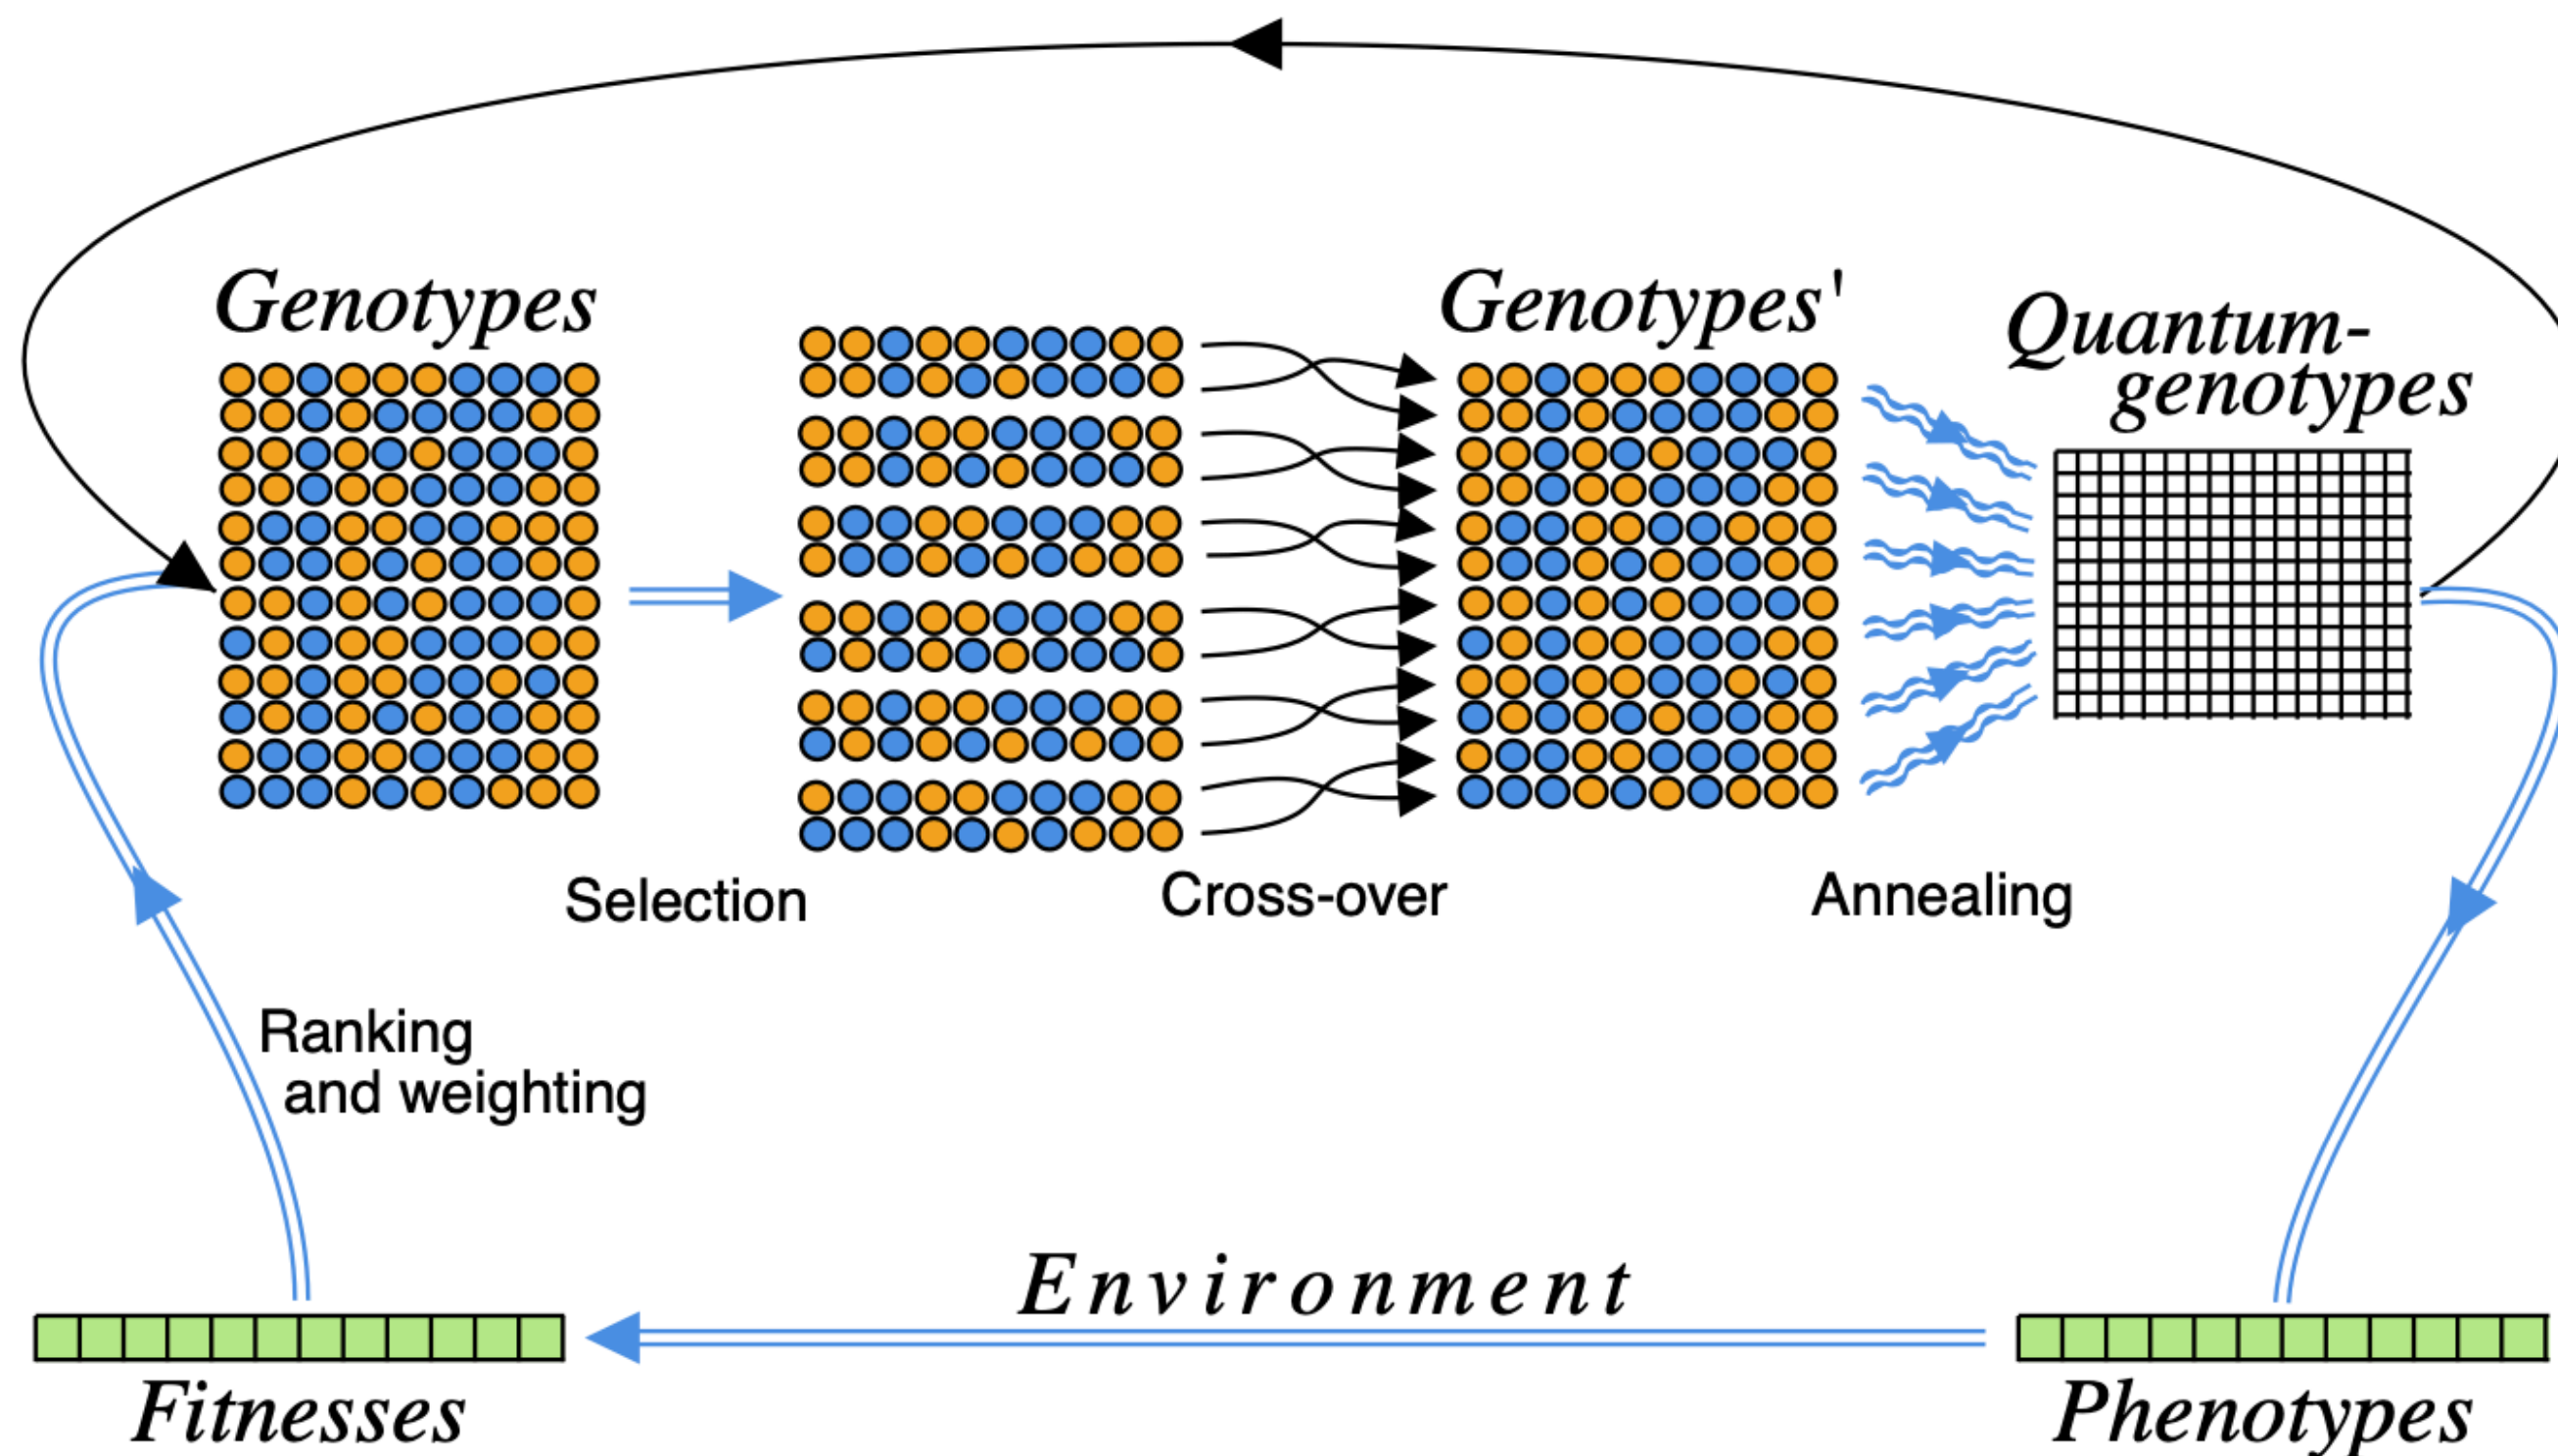 Genotypes
Genotypes'
Quantum-
genotypes
Selection
Cross-over
Annealing
Ranking
and weighting
Environment
Fitnesses
Phenotypes